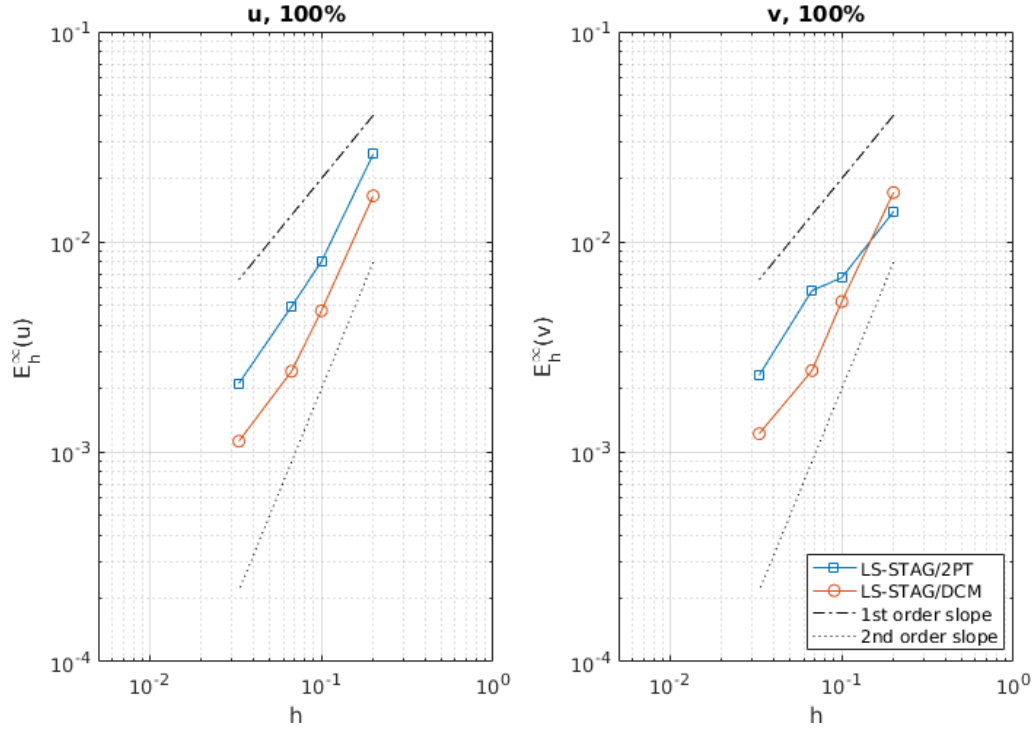 u, 100%
10^-1
10^-2
10^-3
10^-4
E_h^∞(u)
10^-2
10^-1
10^0
h
v, 100%
10^-1
10^-2
10^-3
10^-4
E_h^∞(v)
10^-2
10^-1
10^0
h
LS-STAG/2PT
LS-STAG/DCM
1st order slope
2nd order slope